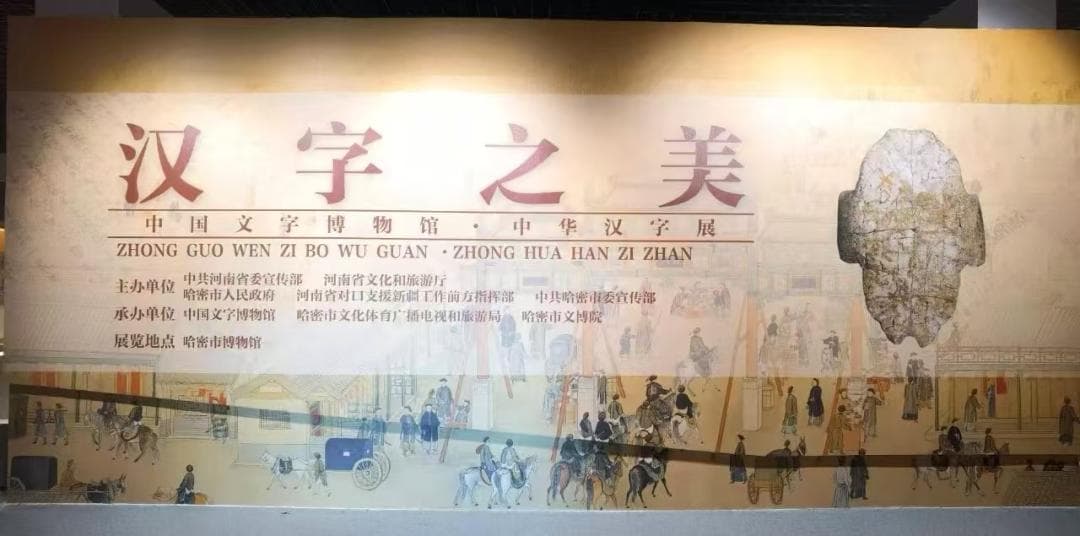 汉字之美
中国文字博物馆·中华汉字展
ZHONG GUO WEN ZI BO WU GUAN · ZHONG HUA HAN ZI ZHAN
主办单位 中共河南省委宣传部 河南省文化和旅游厅
哈密市人民政府 河南省对口支援新疆工作前方指挥部 中共哈密市委宣传部
承办单位 中国文字博物馆 哈密市文化体育广播电视和旅游局 哈密市文博院
展览地点 哈密市博物馆